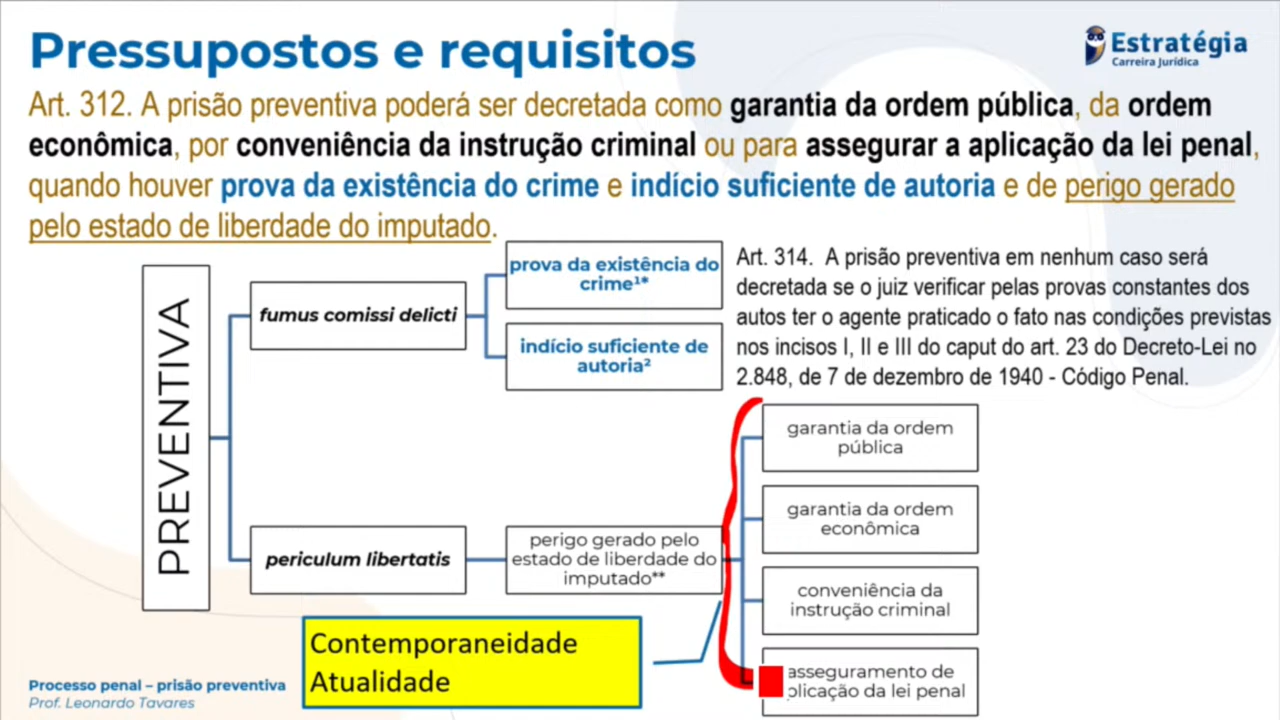 Pressupostos e requisitos
Estratégia
Carreira Jurídica
Art. 312. A prisão preventiva poderá ser decretada como garantia da ordem pública, da ordem
econômica, por conveniência da instrução criminal ou para assegurar a aplicação da lei penal,
quando houver prova da existência do crime e indício suficiente de autoria e de perigo gerado
pelo estado de liberdade do imputado.
PREVENTIVA
fumus comissi delicti
prova da existência do
crime¹*
indício suficiente de
autoria²
Art. 314. A prisão preventiva em nenhum caso será
decretada se o juiz verificar pelas provas constantes dos
autos ter o agente praticado o fato nas condições previstas
nos incisos I, II e III do caput do art. 23 do Decreto-Lei no
2.848, de 7 de dezembro de 1940 - Código Penal.
periculum libertatis
perigo gerado pelo
estado de liberdade do
imputado**
garantia da ordem
pública
garantia da ordem
econômica
conveniência da
instrução criminal
asseguramento de
plicação da lei penal
Contemporaneidade
Atualidade
Processo penal – prisão preventiva
Prof. Leonardo Tavares